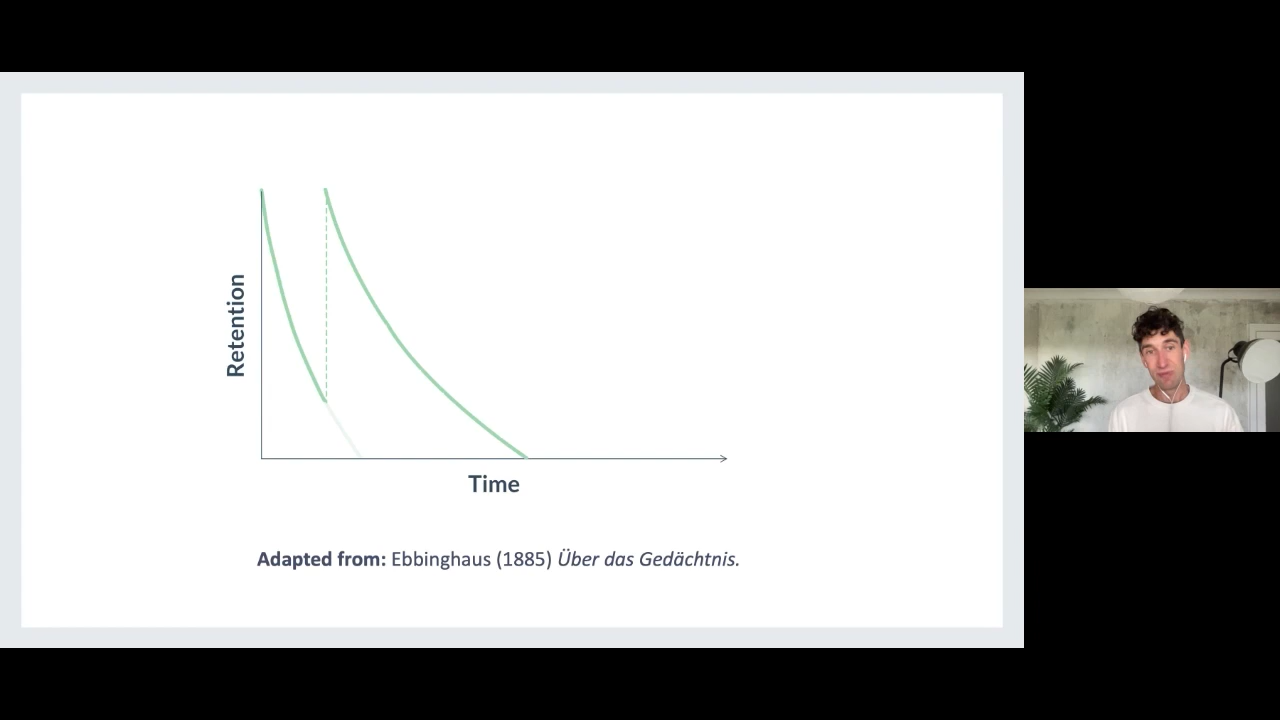 Retention
Time
Adapted from: Ebbinghaus (1885) Über das Gedächtnis.